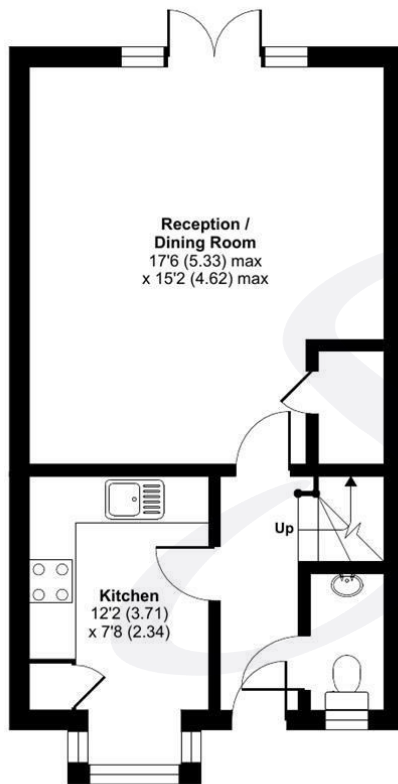 Reception /
Dining Room
17'6 (5.33) max
x 15'2 (4.62) max
Up
Kitchen
12'2 (3.71)
x 7'8 (2.34)